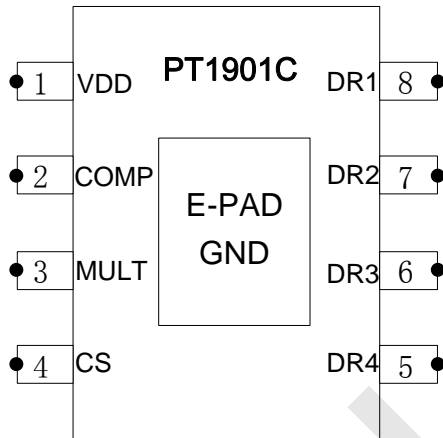 PT1901C
1 VDD DR1 8
2 COMP DR2 7
E-PAD
GND
3 MULT DR3 6
4 CS DR4 5